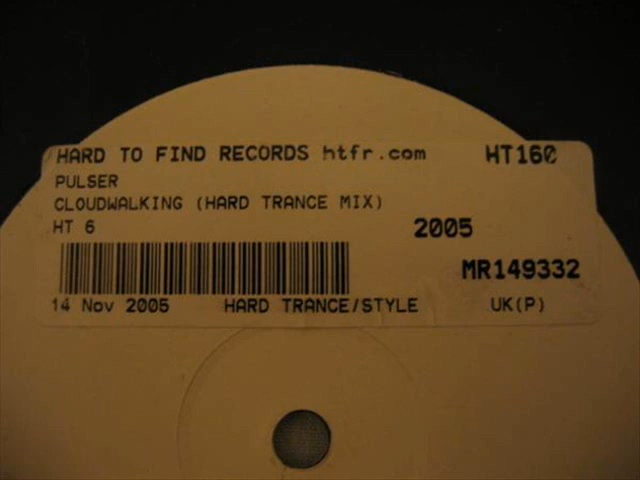 HARD TO FIND RECORDS htfr.com HT160
PULSER
CLOUDWALKING (HARD TRANCE MIX)
HT 6 2005
MR149332
14 Nov 2005 HARD TRANCE/STYLE UK(P)